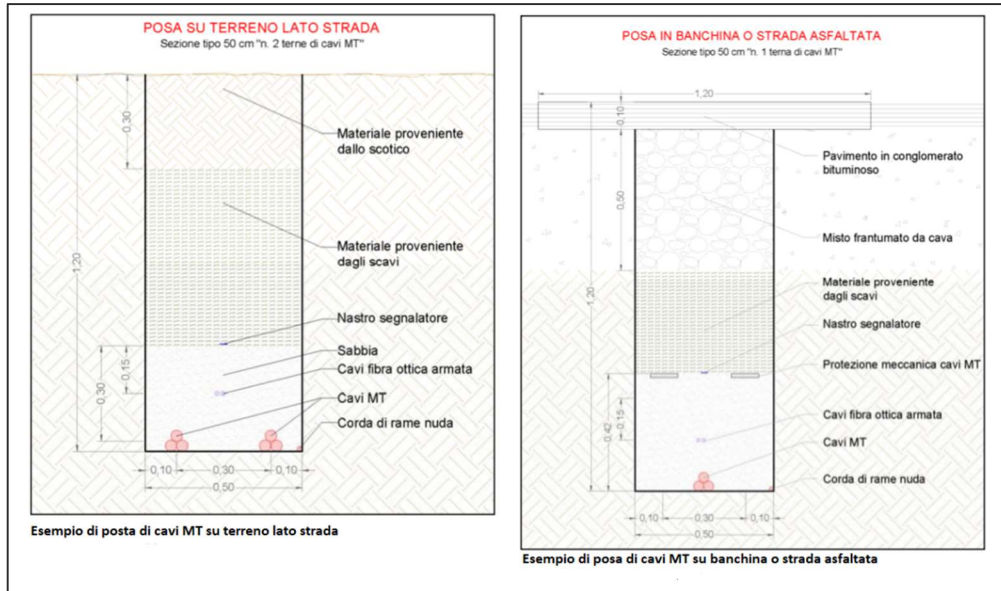 POSA SU TERRENO LATO STRADA
Sezione tipo 50 cm "n. 2 terne di cavi MT"
0,30
Materiale proveniente
dallo scotico
1,20
Materiale proveniente
dagli scavi
Nastro segnalatore
Sabbia
0,15
Cavi fibra ottica armata
0,30
Cavi MT
Corda di rame nuda
0,10
0,30
0,10
0,50
Esempio di posta di cavi MT su terreno lato strada
POSA IN BANCHINA O STRADA ASFALTATA
Sezione tipo 50 cm "n. 1 terna di cavi MT"
1,20
0,10
Pavimento in conglomerato
bituminoso
0,50
Misto frantumato da cava
1,20
Materiale proveniente
dagli scavi
Nastro segnalatore
Protezione meccanica cavi MT
0,15
0,42
Cavi fibra ottica armata
Cavi MT
Corda di rame nuda
0,10
0,30
0,10
0,50
Esempio di posa di cavi MT su banchina o strada asfaltata